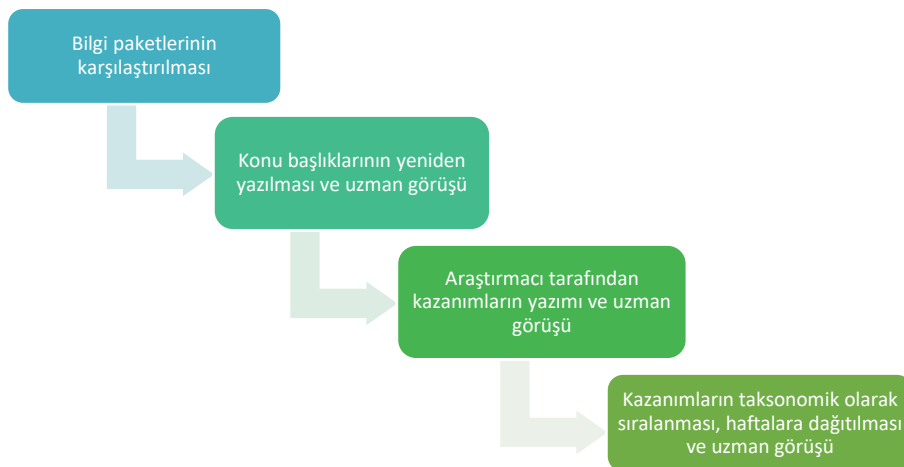 Bilgi paketlerinin
karşılaştırılması
Konu başlıklarının yeniden
yazılması ve uzman görüşü
Araştırmacı tarafından
kazanımların yazımı ve uzman
görüşü
Kazanımların taksonomik olarak
sıralanması, haftalara dağıtılması
ve uzman görüşü